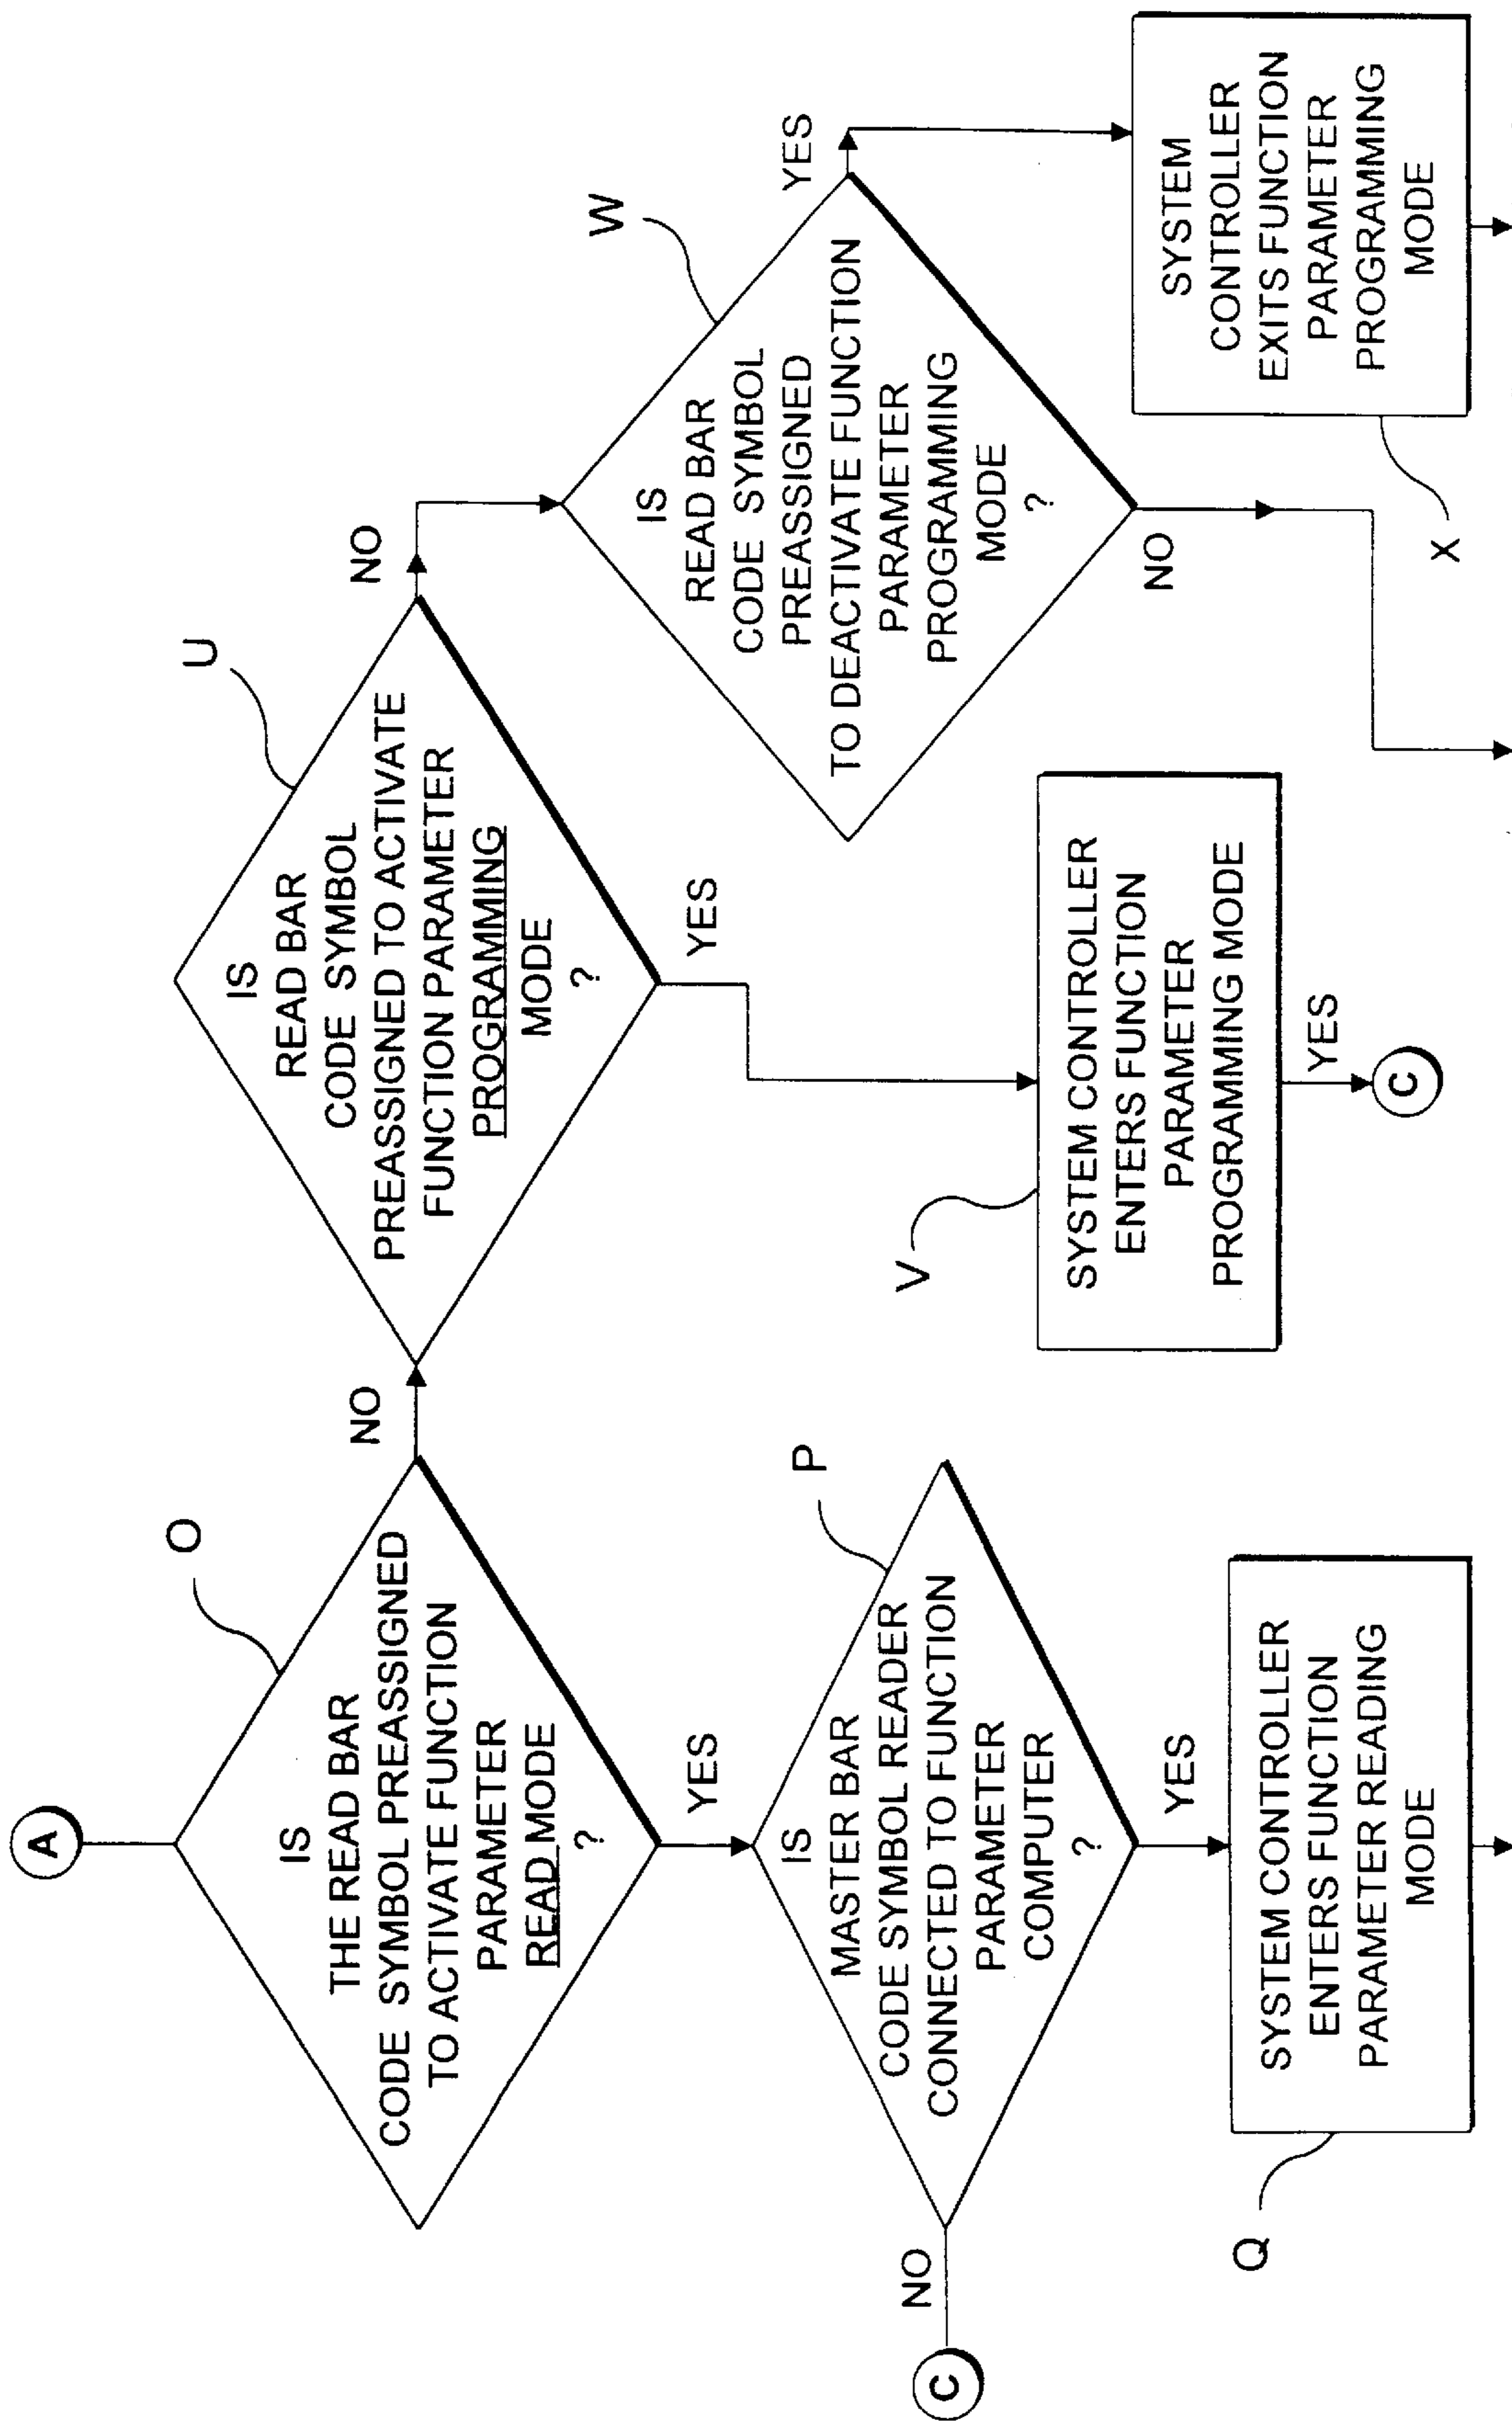 A
O
IS
THE READ BAR
CODE SYMBOL PREASSIGNED
TO ACTIVATE FUNCTION
PARAMETER
READ MODE
?
NO
YES
U
IS
READ BAR
CODE SYMBOL
PREASSIGNED TO ACTIVATE
FUNCTION PARAMETER
PROGRAMMING
MODE
?
NO
YES
W
IS
READ BAR
CODE SYMBOL
PREASSIGNED
TO DEACTIVATE FUNCTION
PARAMETER
PROGRAMMING
MODE
?
YES
NO
P
IS
MASTER BAR
CODE SYMBOL READER
CONNECTED TO FUNCTION
PARAMETER
COMPUTER
?
NO
C
YES
V
SYSTEM CONTROLLER
ENTERS FUNCTION
PARAMETER
PROGRAMMING MODE
YES
C
SYSTEM
CONTROLLER
EXITS FUNCTION
PARAMETER
PROGRAMMING
MODE
X
Q
SYSTEM CONTROLLER
ENTERS FUNCTION
PARAMETER READING
MODE